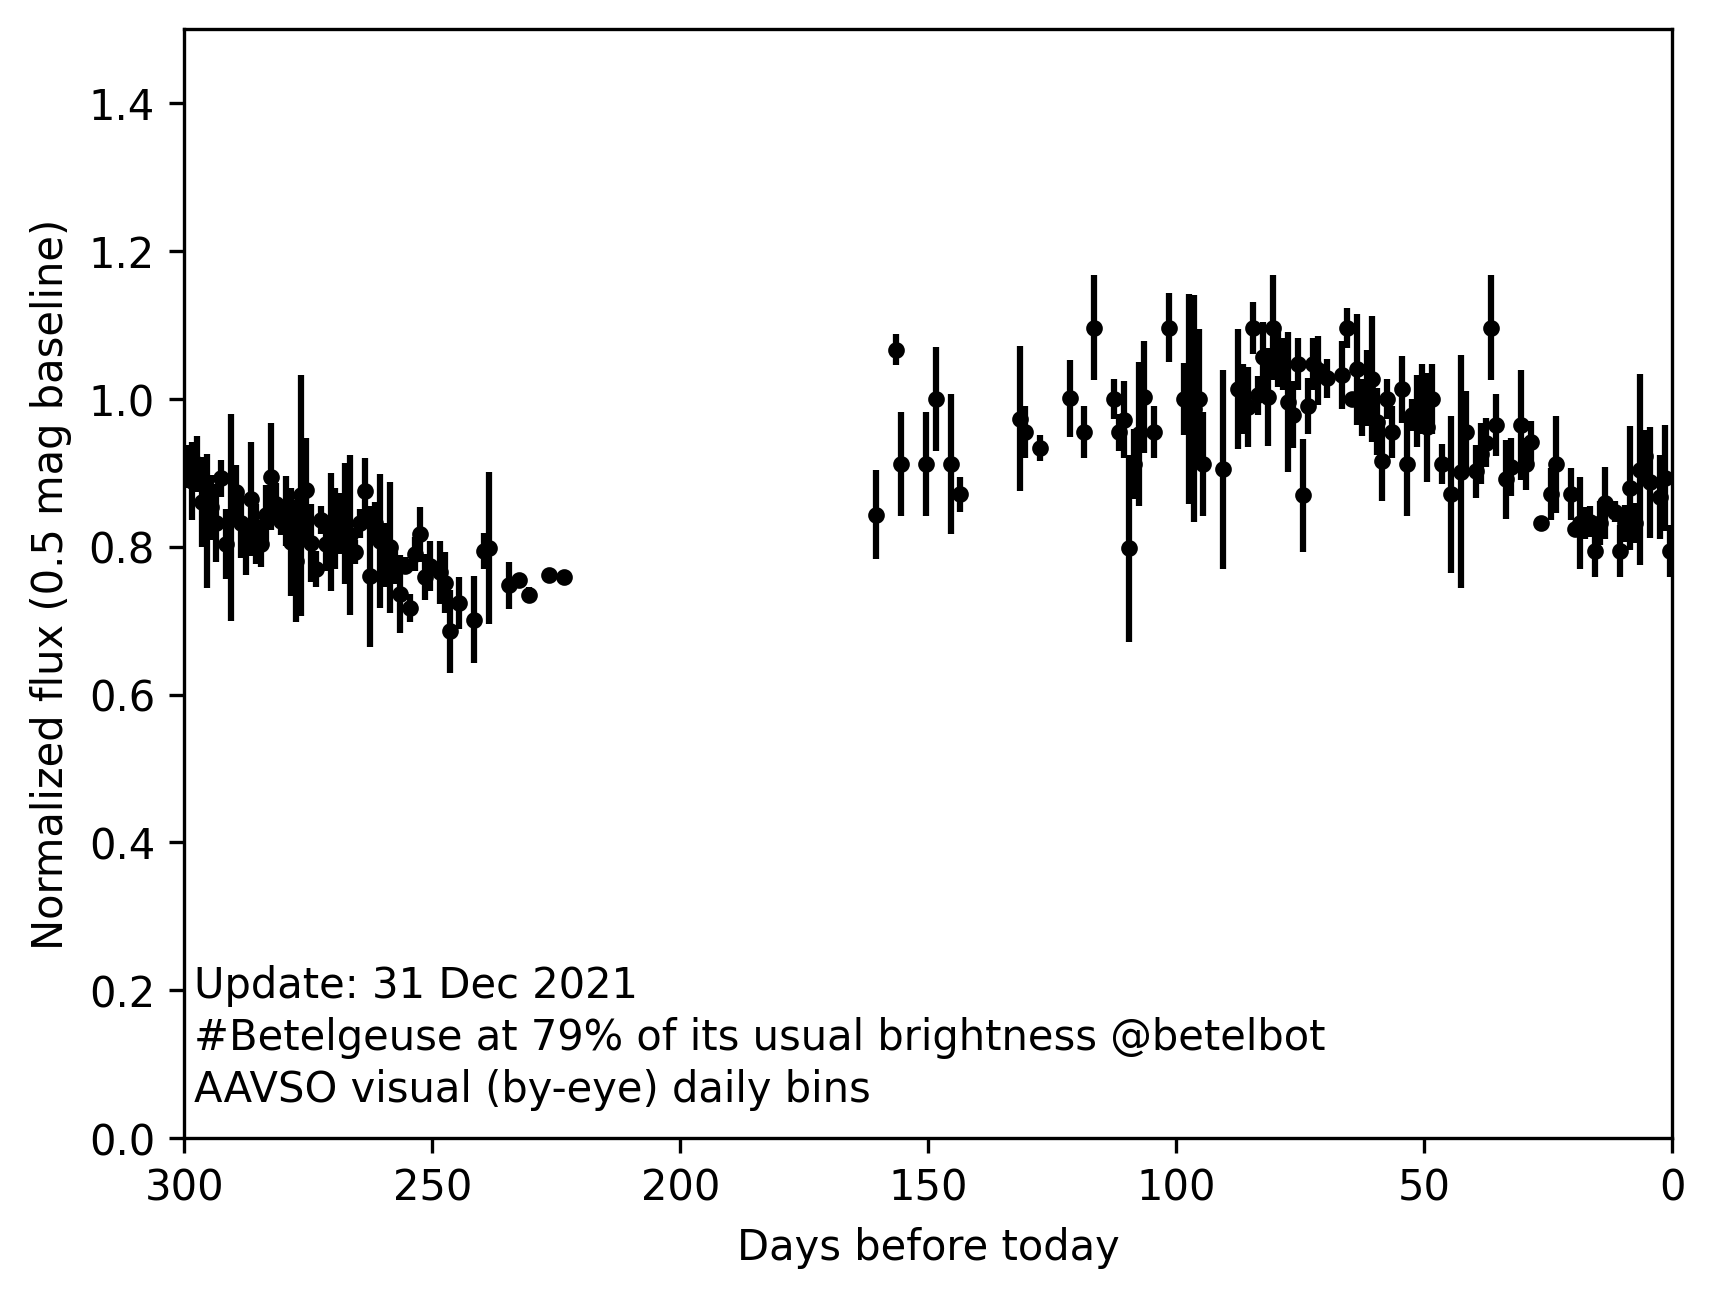 1.4
1.2
1.0
0.8
0.6
0.4
0.2
0.0
Normalized flux (0.5 mag baseline)
Update: 31 Dec 2021
#Betelgeuse at 79% of its usual brightness @betelbot
AAVSO visual (by-eye) daily bins
300 250 200 150 100 50 0
Days before today